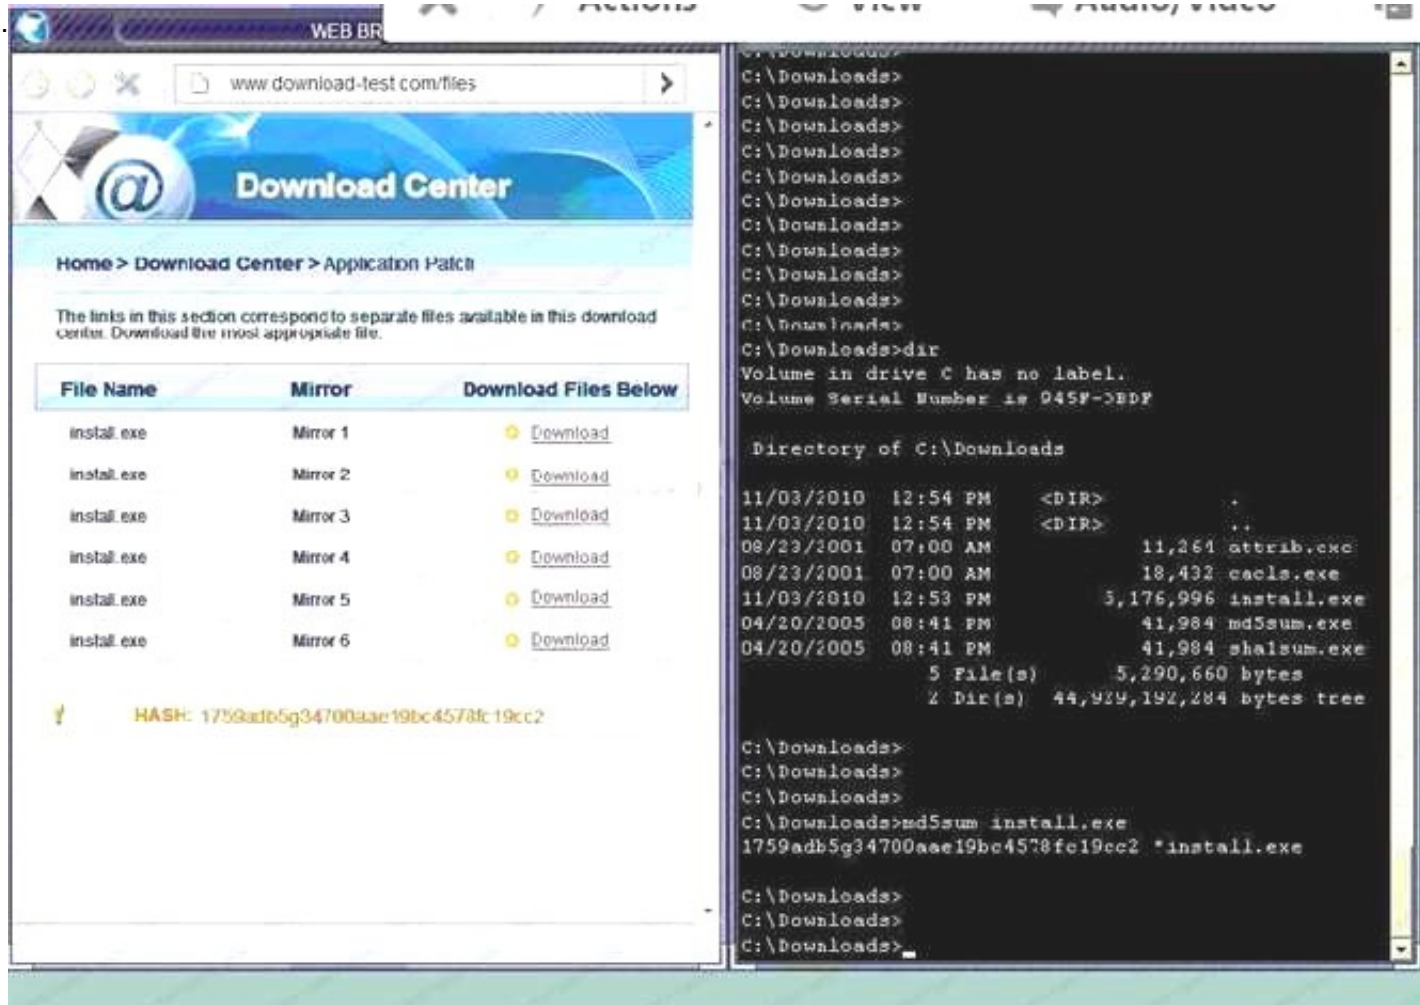 Actions View Audio/Video
WEB BR
www.download-test.com/files
Download Center
Home > Download Center > Application Patch
The links in this section correspond to separate files available in this download
center. Download the most appropriate file.
File Name Mirror Download Files Below
install.exe Mirror 1 Download
install.exe Mirror 2 Download
install.exe Mirror 3 Download
install.exe Mirror 4 Download
install.exe Mirror 5 Download
install.exe Mirror 6 Download
HASH: 1759adb5g34700aae19bc4578fc19cc2
C:\Downloads>
C:\Downloads>
C:\Downloads>
C:\Downloads>
C:\Downloads>
C:\Downloads>
C:\Downloads>
C:\Downloads>
C:\Downloads>
C:\Downloads>
C:\Downloads>
C:\Downloads>
C:\Downloads>dir
Volume in drive C has no label.
Volume Serial Number is
Directory of C:\Downloads
11/03/2010 12:54 PM <DIR> .
11/03/2010 12:54 PM <DIR> ..
08/23/2001 07:00 AM 11,264 attrib.exe
08/23/2001 07:00 AM 18,432 cacls.exe
11/03/2010 12:53 PM 5,176,996 install.exe
04/20/2005 08:41 PM 41,984 md5sum.exe
04/20/2005 08:41 PM 41,984 sha1sum.exe
5 File(s) 5,290,660 bytes
2 Dir(s) 44,929,192,284 bytes tree
C:\Downloads>
C:\Downloads>
C:\Downloads>
C:\Downloads>md5sum install.exe
1759adb5g34700aae19bc4578fc19cc2 *install.exe
C:\Downloads>
C:\Downloads>
C:\Downloads>_